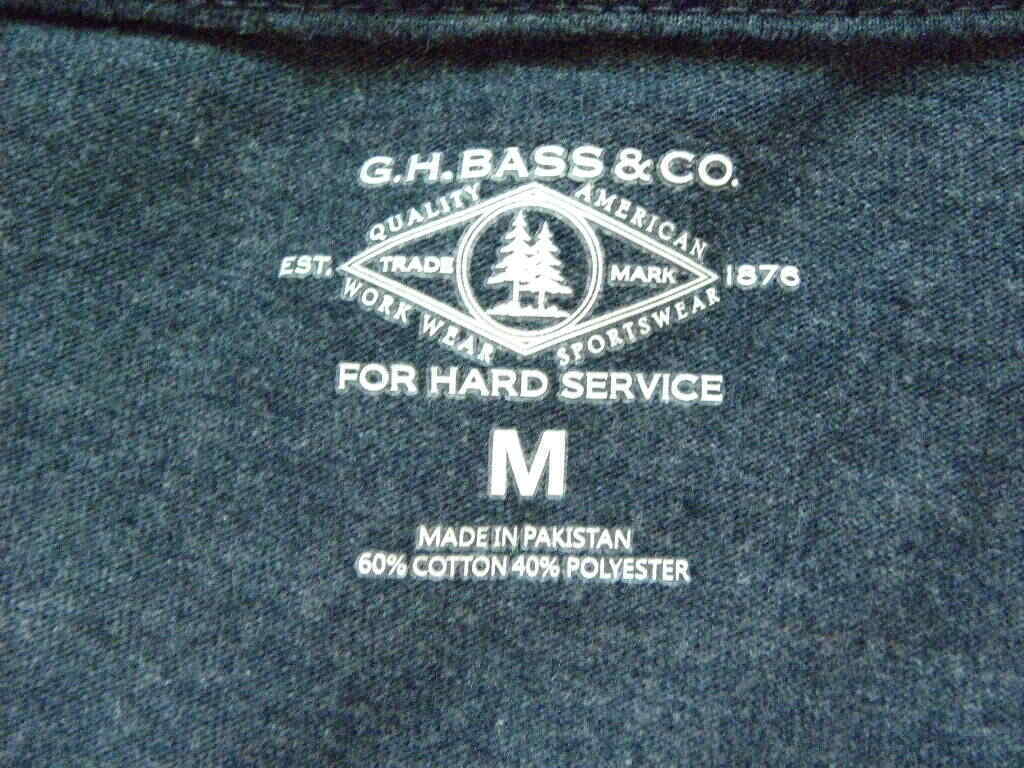 G.H.BASS & CO.
QUALITY AMERICAN
EST. TRADE MARK 1876
WORK WEAR SPORTSWEAR
FOR HARD SERVICE
M
MADE IN PAKISTAN
60% COTTON 40% POLYESTER